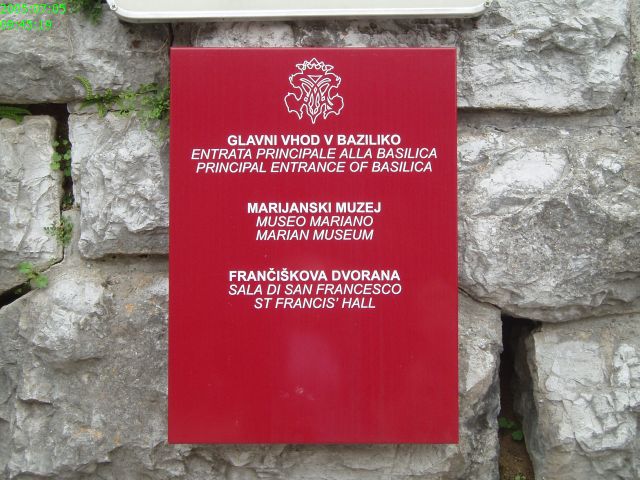 GLAVNI VHOD V BAZILIKO
ENTRATA PRINCIPALE ALLA BASILICA
PRINCIPAL ENTRANCE OF BASILICA
MARIJANSKI MUZEJ
MUSEO MARIANO
MARIAN MUSEUM
FRANČIŠKOVA DVORANA
SALA DI SAN FRANCESCO
ST FRANCIS' HALL